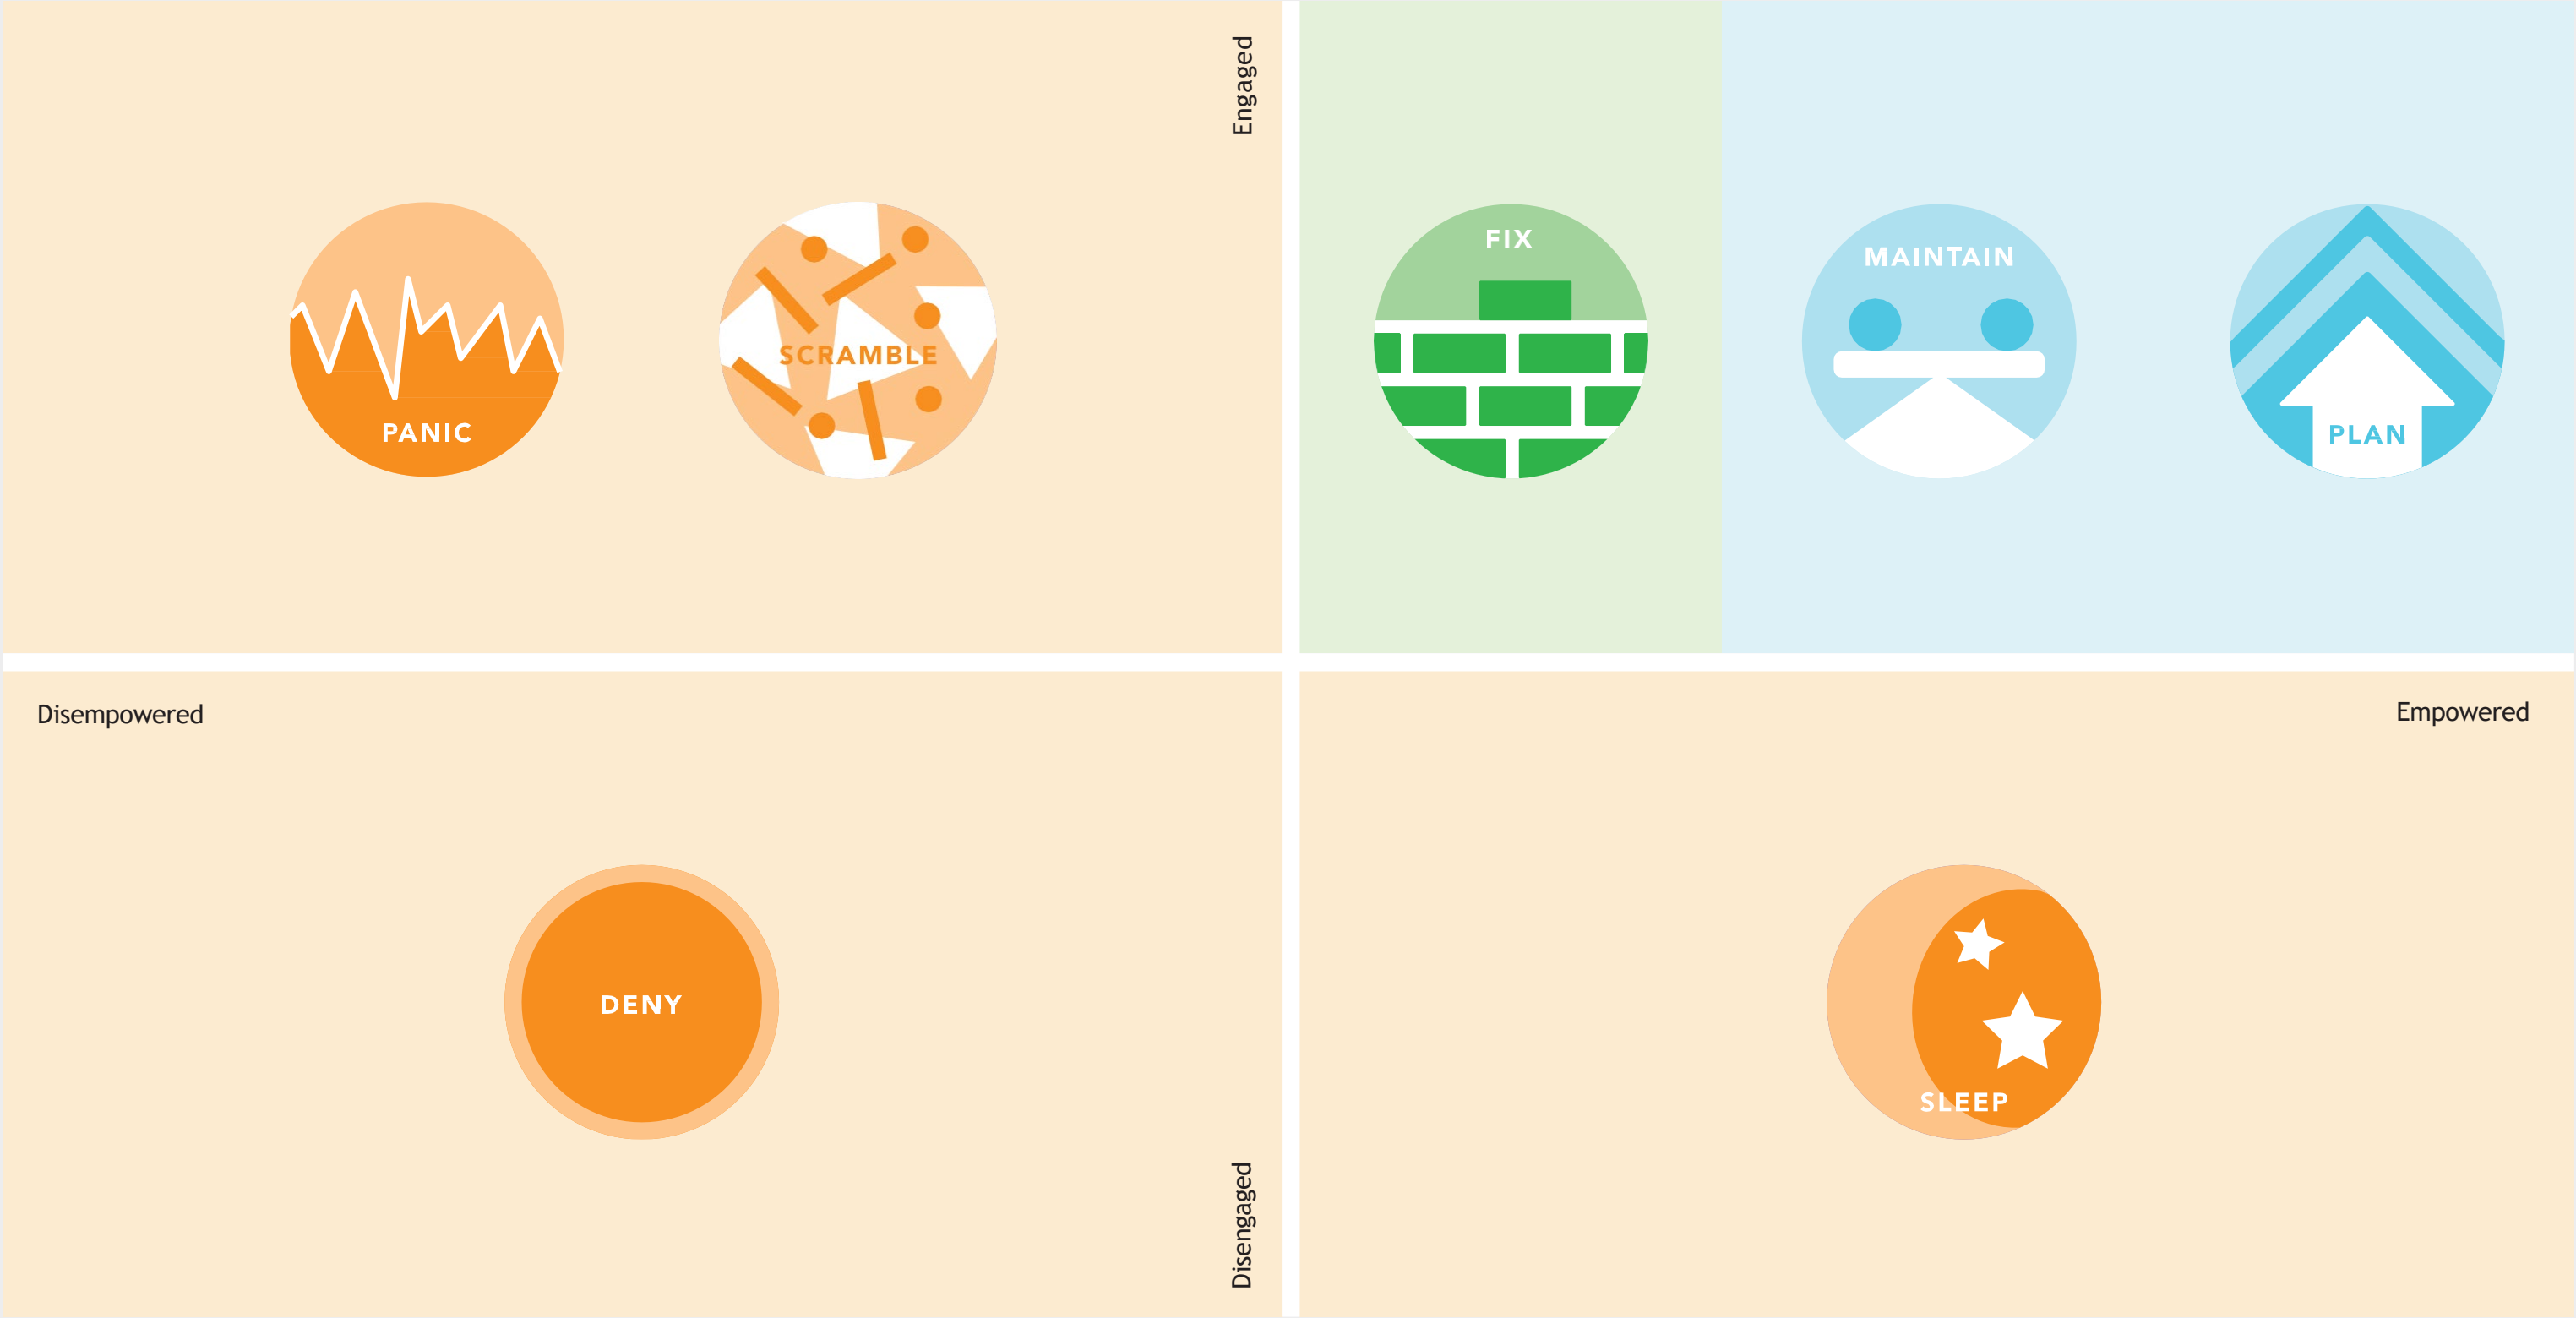 Engaged
PANIC
SCRAMBLE
FIX
MAINTAIN
PLAN
Disempowered
Empowered
DENY
SLEEP
Disengaged